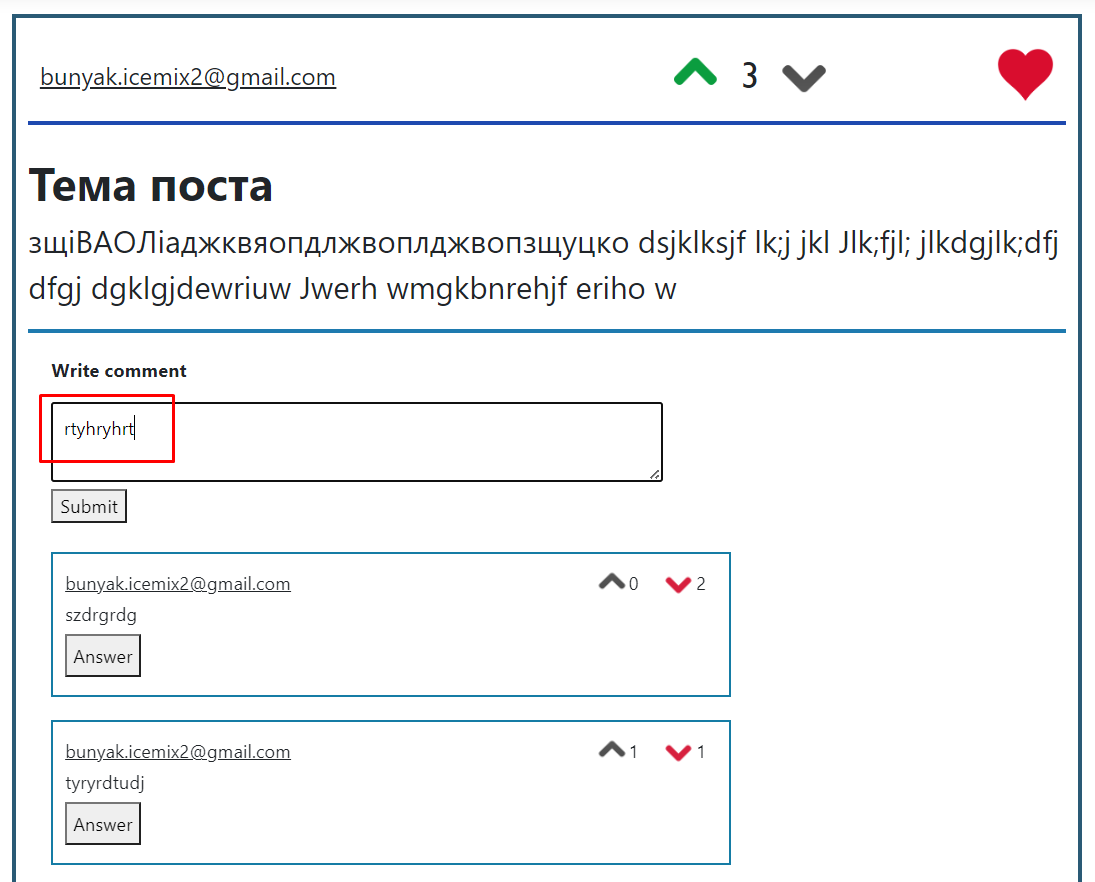 bunyak.icemix2@gmail.com 3
Тема поста
зщіВАОЛіаджквяопдлжвоплджвопзщуцко dsjklksjf lk;j jkl Jlk;fjl; jlkdgjlk;dfj
dfgj dgklgjdewriuw Jwerh wmgkbnrehjf eriho w
Write comment
rtyhryhrt
Submit
bunyak.icemix2@gmail.com 0 2
szdrgrdg
Answer
bunyak.icemix2@gmail.com 1 1
tyryrdtudj
Answer